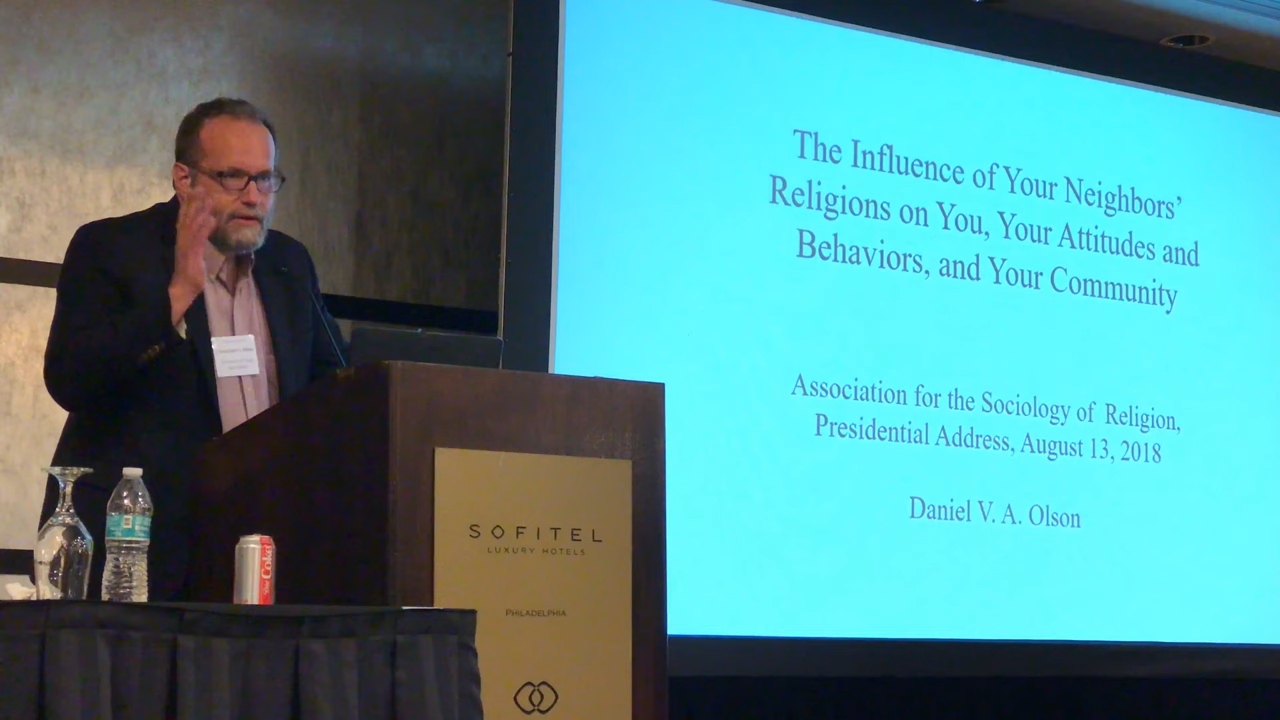 The Influence of Your Neighbors’
Religions on You, Your Attitudes and
Behaviors, and Your Community
Association for the Sociology of Religion,
Presidential Address, August 13, 2018
Daniel V. A. Olson
SOFITEL
LUXURY HOTELS
PHILADELPHIA
Coke